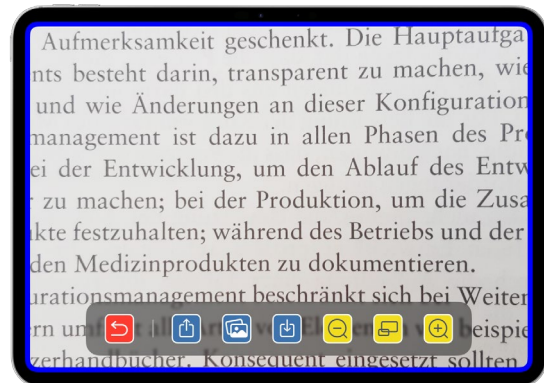 Aufmerksamkeit geschenkt. Die Hauptaufga
nts besteht darin, transparent zu machen, wie
und wie Änderungen an dieser Konfiguration
management ist dazu in allen Phasen des Pr
ei der Entwicklung, um den Ablauf des Entw
zu machen; bei der Produktion, um die Zusa
kte festzuhalten; während des Betriebs und der
den Medizinprodukten zu dokumentieren.
urationsmanagement beschränkt sich bei Weiter
ern beispie
zerhandbücher. Konsequent eingesetzt sollten